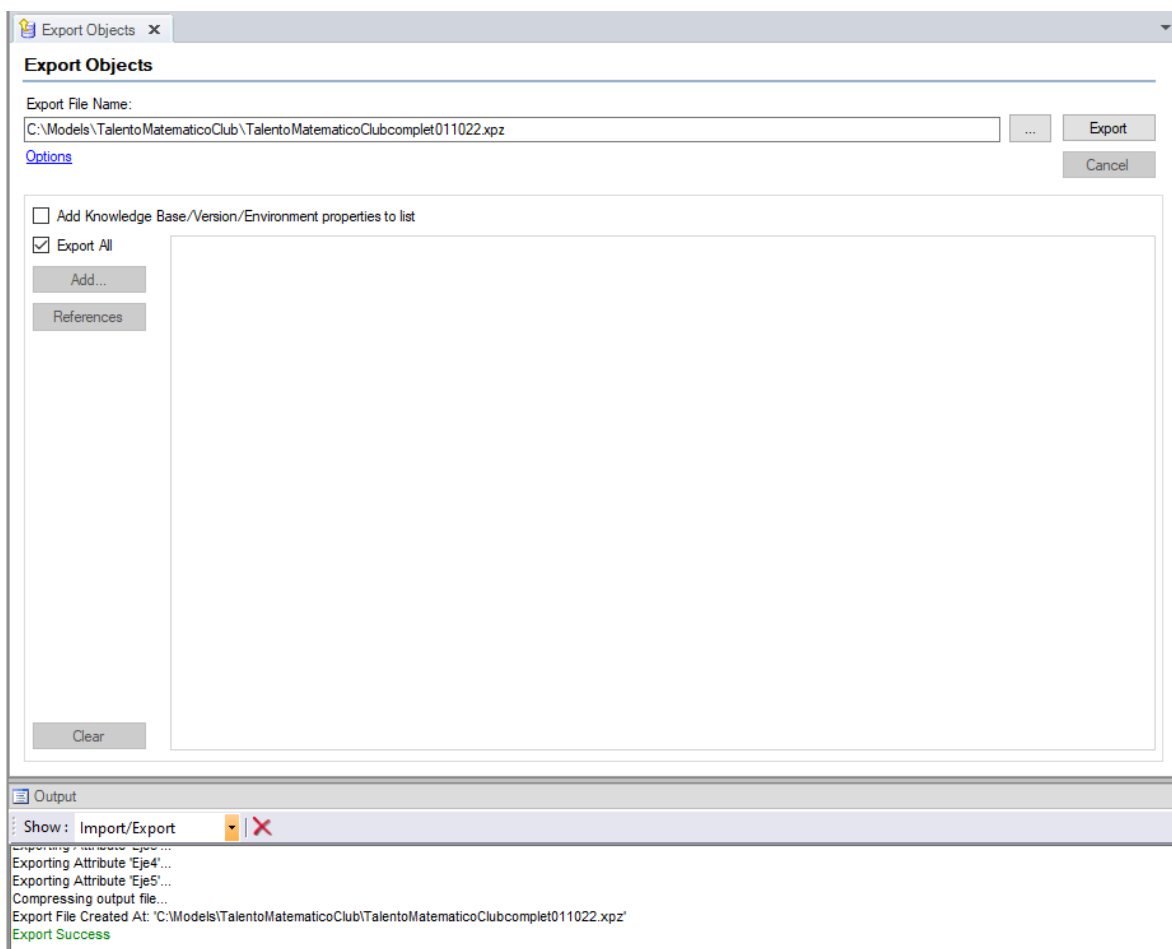 Export Objects
Export Objects
Export File Name:
C:\Models\TalentoMatematicoClub\TalentoMatematicoClubcomplet011022.xpz
... Export
Options
Cancel
Add Knowledge Base/Version/Environment properties to list
Export All
Add...
References
Clear
Output
Show: Import/Export
Exporting Attribute 'Eje4'...
Exporting Attribute 'Eje5'...
Compressing output file...
Export File Created At: 'C:\Models\TalentoMatematicoClub\TalentoMatematicoClubcomplet011022.xpz'
Export Success